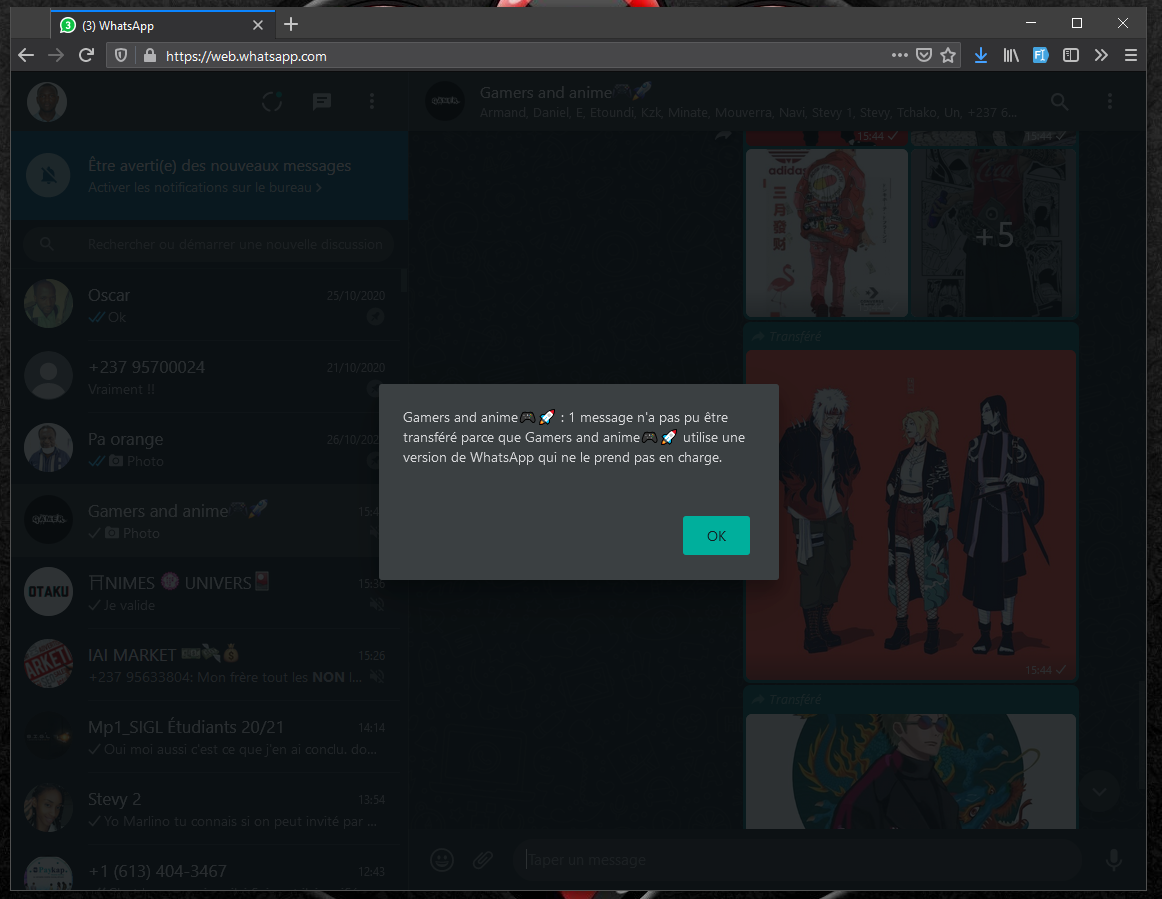 (3) WhatsApp
https://web.whatsapp.com
Gamers and anime🎮🚀
Armand, Daniel, E, Etoundi, Kzk, Minate, Mouverra, Navi, Stevy 1, Stevy, Tchako, Un, +237 6...
Être averti(e) des nouveaux messages
Activer les notifications sur le bureau >
Rechercher ou démarrer une nouvelle discussion
Oscar
25/10/2020
Ok
+237 95700024
21/10/2020
Vraiment !!
Pa orange
Photo
Gamers and anime🎮🚀
Photo
OTAKU
⛩NIMES UNIVERS
15:36
Je valide
IAI MARKET
15:26
+237 95633804: Mon frère tout les NON l...
Mp1_SIGL Étudiants 20/21
14:14
Oui moi aussi c'est ce que j'en ai conclu, do...
Stevy 2
13:54
Yo Marlino tu connais si on peut invité par ...
+1 (613) 404-3467
12:43
15:44
15:44
adidas
三月發財
CONVERSE
+5
Transféré
15:44
Transféré
Gamers and anime🎮🚀 : 1 message n'a pas pu être
transféré parce que Gamers and anime🎮🚀 utilise une
version de WhatsApp qui ne le prend pas en charge.
OK
Taper un message